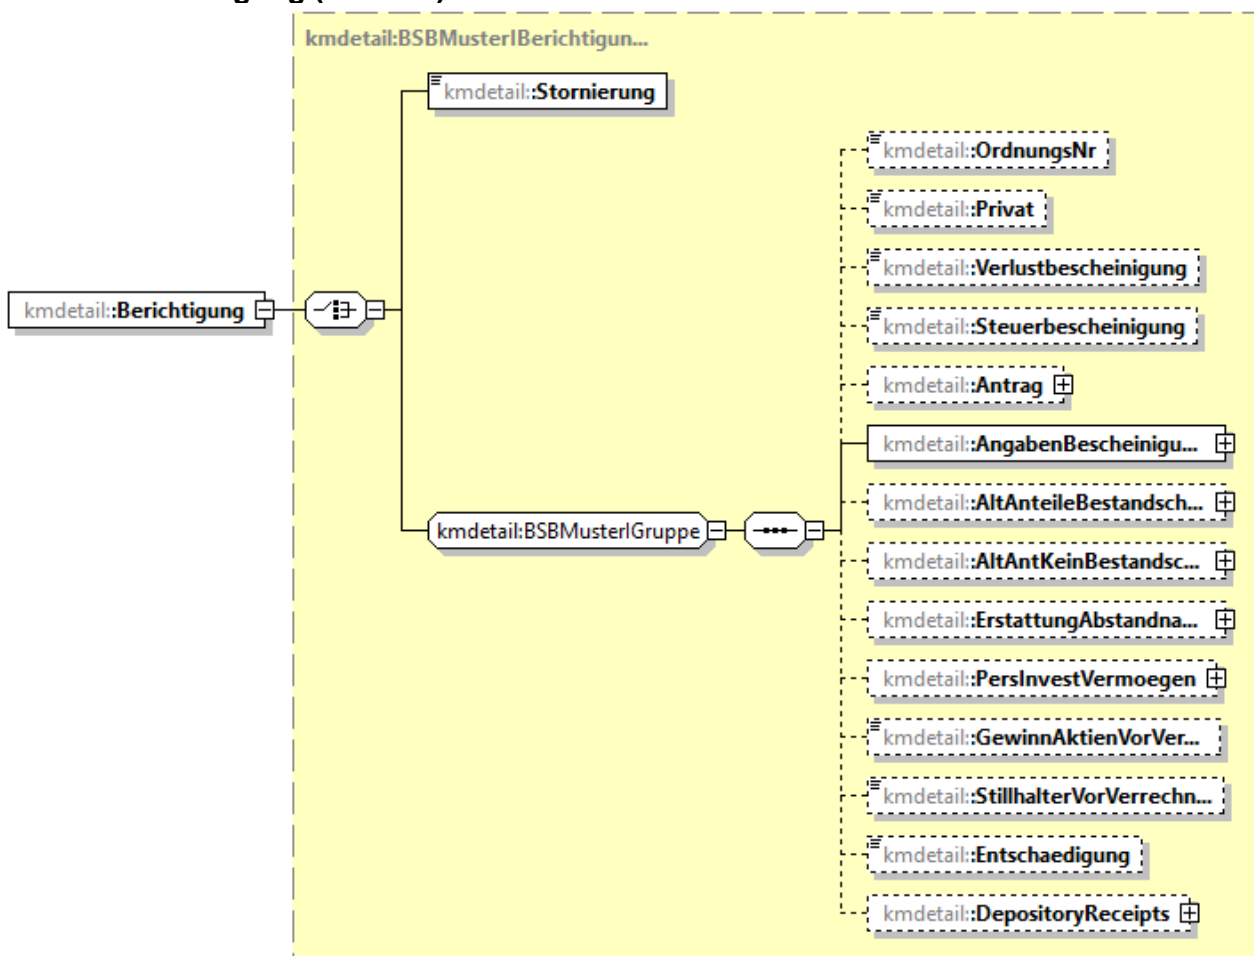 kmdetail:BSBMusterIBerichtigun...
kmdetail::Stornierung
kmdetail::OrdnungsNr
kmdetail::Privat
kmdetail::Verlustbescheinigung
kmdetail::Steuerbescheinigung
kmdetail::Berichtigung
kmdetail::Antrag
kmdetail::AngabenBescheinigu...
kmdetail::AltAnteileBestandsch...
kmdetail:BSBMusterIGruppe
kmdetail::AltAntKeinBestandsc...
kmdetail::ErstattungAbstandna...
kmdetail::PersInvestVermoegen
kmdetail::GewinnAktienVorVer...
kmdetail::StillhalterVorVerrechn...
kmdetail::Entschaedigung
kmdetail::DepositoryReceipts